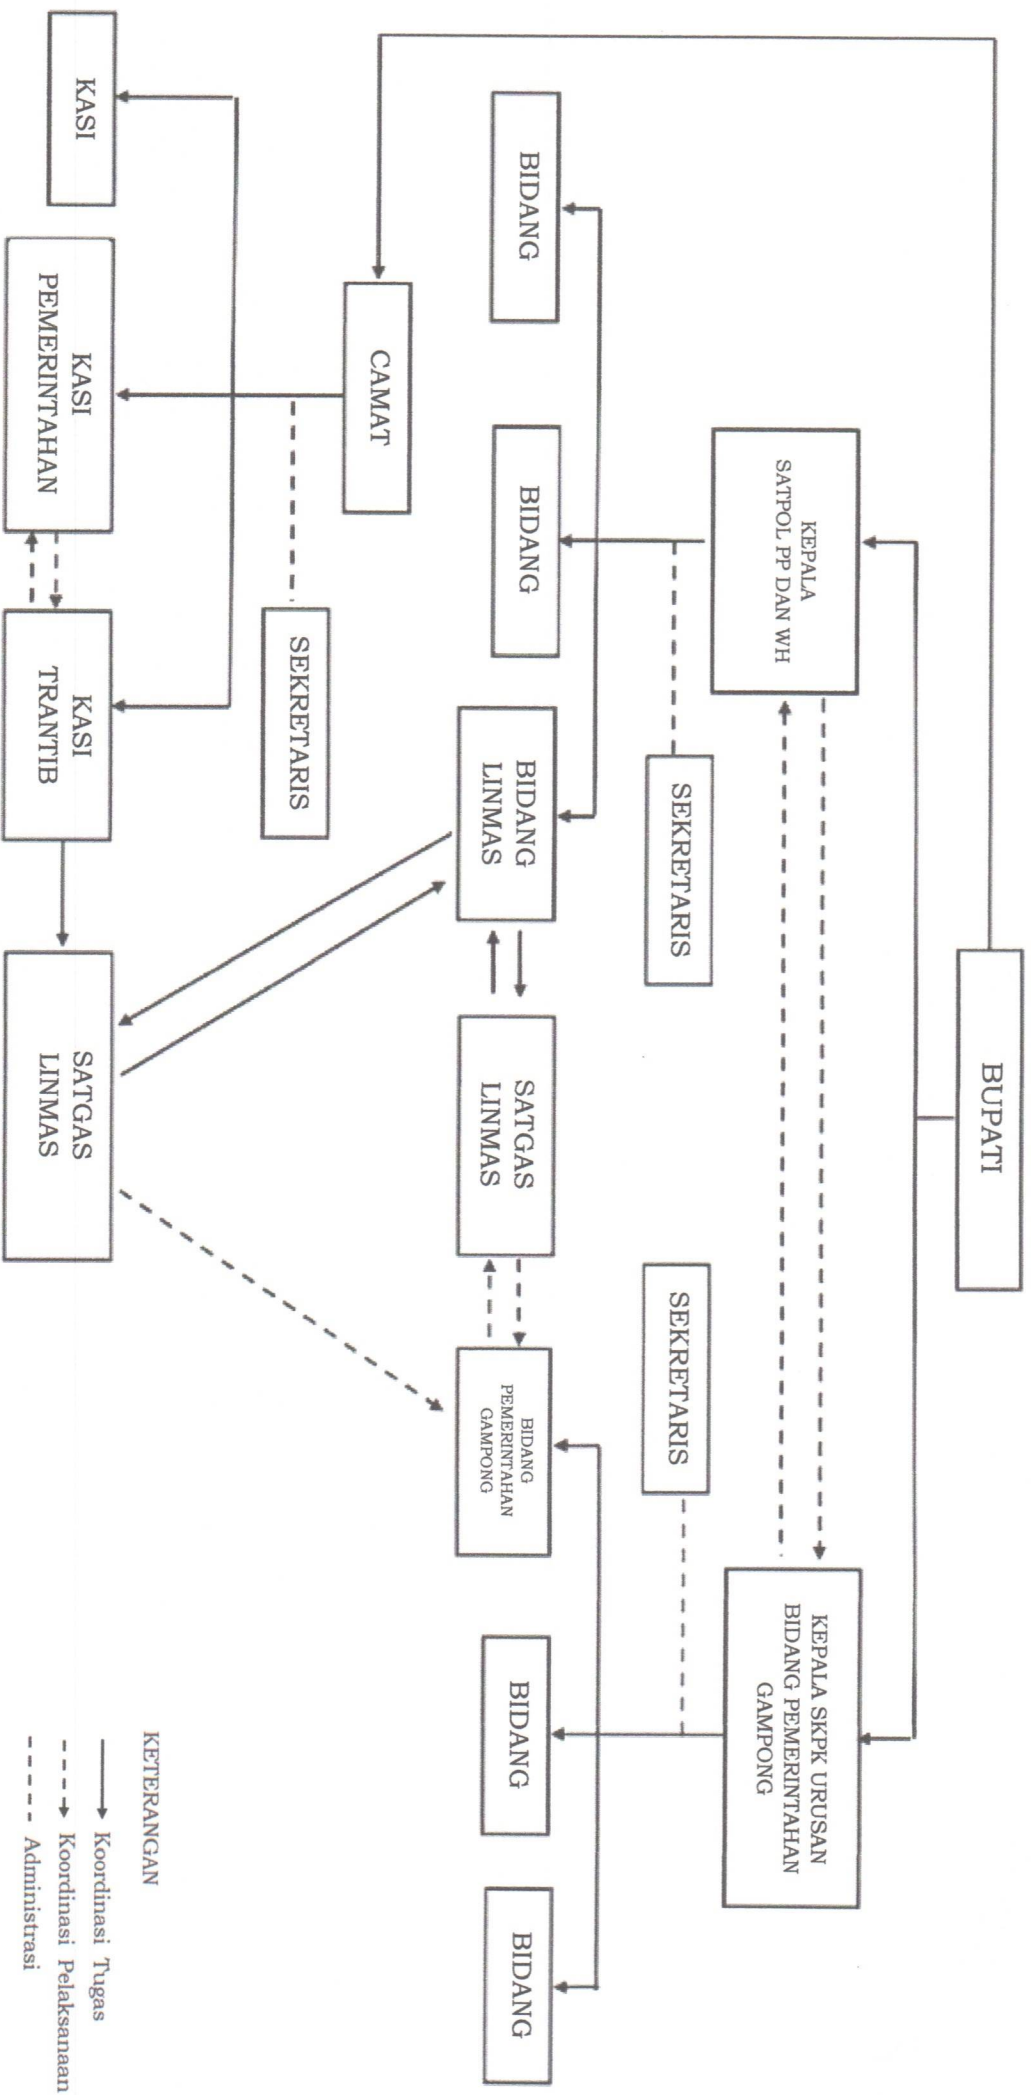 BUPATI
KEPALA
SATPOL PP DAN WH
KEPALA SKPK URUSAN
BIDANG PEMERINTAHAN
GAMPONG
SEKRETARIS
SEKRETARIS
BIDANG
BIDANG
BIDANG
LINMAS
SATGAS
LINMAS
BIDANG
PEMERINTAHAN
GAMPONG
BIDANG
BIDANG
CAMAT
SEKRETARIS
KASI
KASI
PEMERINTAHAN
KASI
TRANTIB
SATGAS
LINMAS
KETERANGAN
Koordinasi Tugas
Koordinasi Pelaksanaan
Administrasi